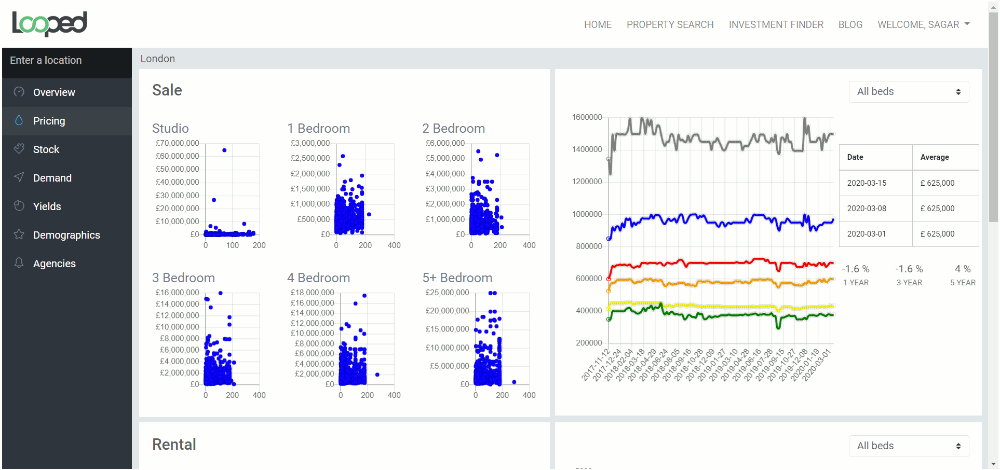 Looped
HOME PROPERTY SEARCH INVESTMENT FINDER BLOG WELCOME, SAGAR
Enter a location
Overview
Pricing
Stock
Demand
Yields
Demographics
Agencies
London
Sale
Studio
£70,000,000
£60,000,000
£50,000,000
£40,000,000
£30,000,000
£20,000,000
£10,000,000
£0
0 100 200
1 Bedroom
£3,000,000
£2,500,000
£2,000,000
£1,500,000
£1,000,000
£500,000
£0
0 200 400
2 Bedroom
£6,000,000
£5,000,000
£4,000,000
£3,000,000
£2,000,000
£1,000,000
£0
0 200 400
3 Bedroom
£16,000,000
£14,000,000
£12,000,000
£10,000,000
£8,000,000
£6,000,000
£4,000,000
£2,000,000
£0
0 200 400
4 Bedroom
£18,000,000
£16,000,000
£14,000,000
£12,000,000
£10,000,000
£8,000,000
£6,000,000
£4,000,000
£2,000,000
£0
0 200 400
5+ Bedroom
£25,000,000
£20,000,000
£15,000,000
£10,000,000
£5,000,000
£0
0 200 400
All beds
1600000
1400000
1200000
1000000
800000
600000
400000
200000
2017-11-12
2017-12-24
2018-02-04
2018-03-18
2018-04-29
2018-06-24
2018-08-05
2018-09-16
2018-10-28
2018-12-09
2019-01-27
2019-03-10
2019-04-28
2019-06-16
2019-07-28
2019-09-15
2019-10-27
2019-12-08
2020-01-19
2020-03-01
Date Average
2020-03-15 £ 625,000
2020-03-08 £ 625,000
2020-03-01 £ 625,000
-1.6 % -1.6 % 4 %
1-YEAR 3-YEAR 5-YEAR
Rental
All beds